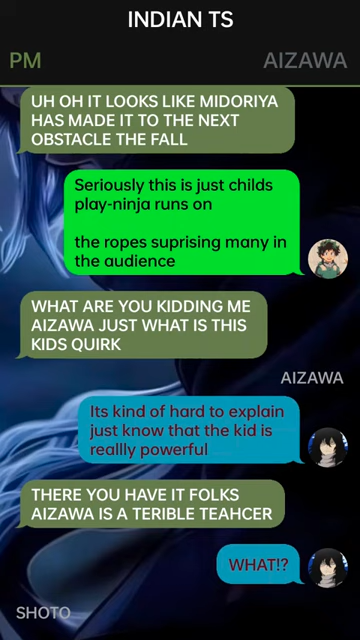 INDIAN TS
PM
AIZAWA
UH OH IT LOOKS LIKE MIDORIYA
HAS MADE IT TO THE NEXT
OBSTACLE THE FALL
Seriously this is just childs
play-ninja runs on
the ropes suprising many in
the audience
WHAT ARE YOU KIDDING ME
AIZAWA JUST WHAT IS THIS
KIDS QUIRK
AIZAWA
Its kind of hard to explain
just know that the kid is
reallly powerful
THERE YOU HAVE IT FOLKS
AIZAWA IS A TERIBLE TEAHCER
WHAT!?
SHOTO